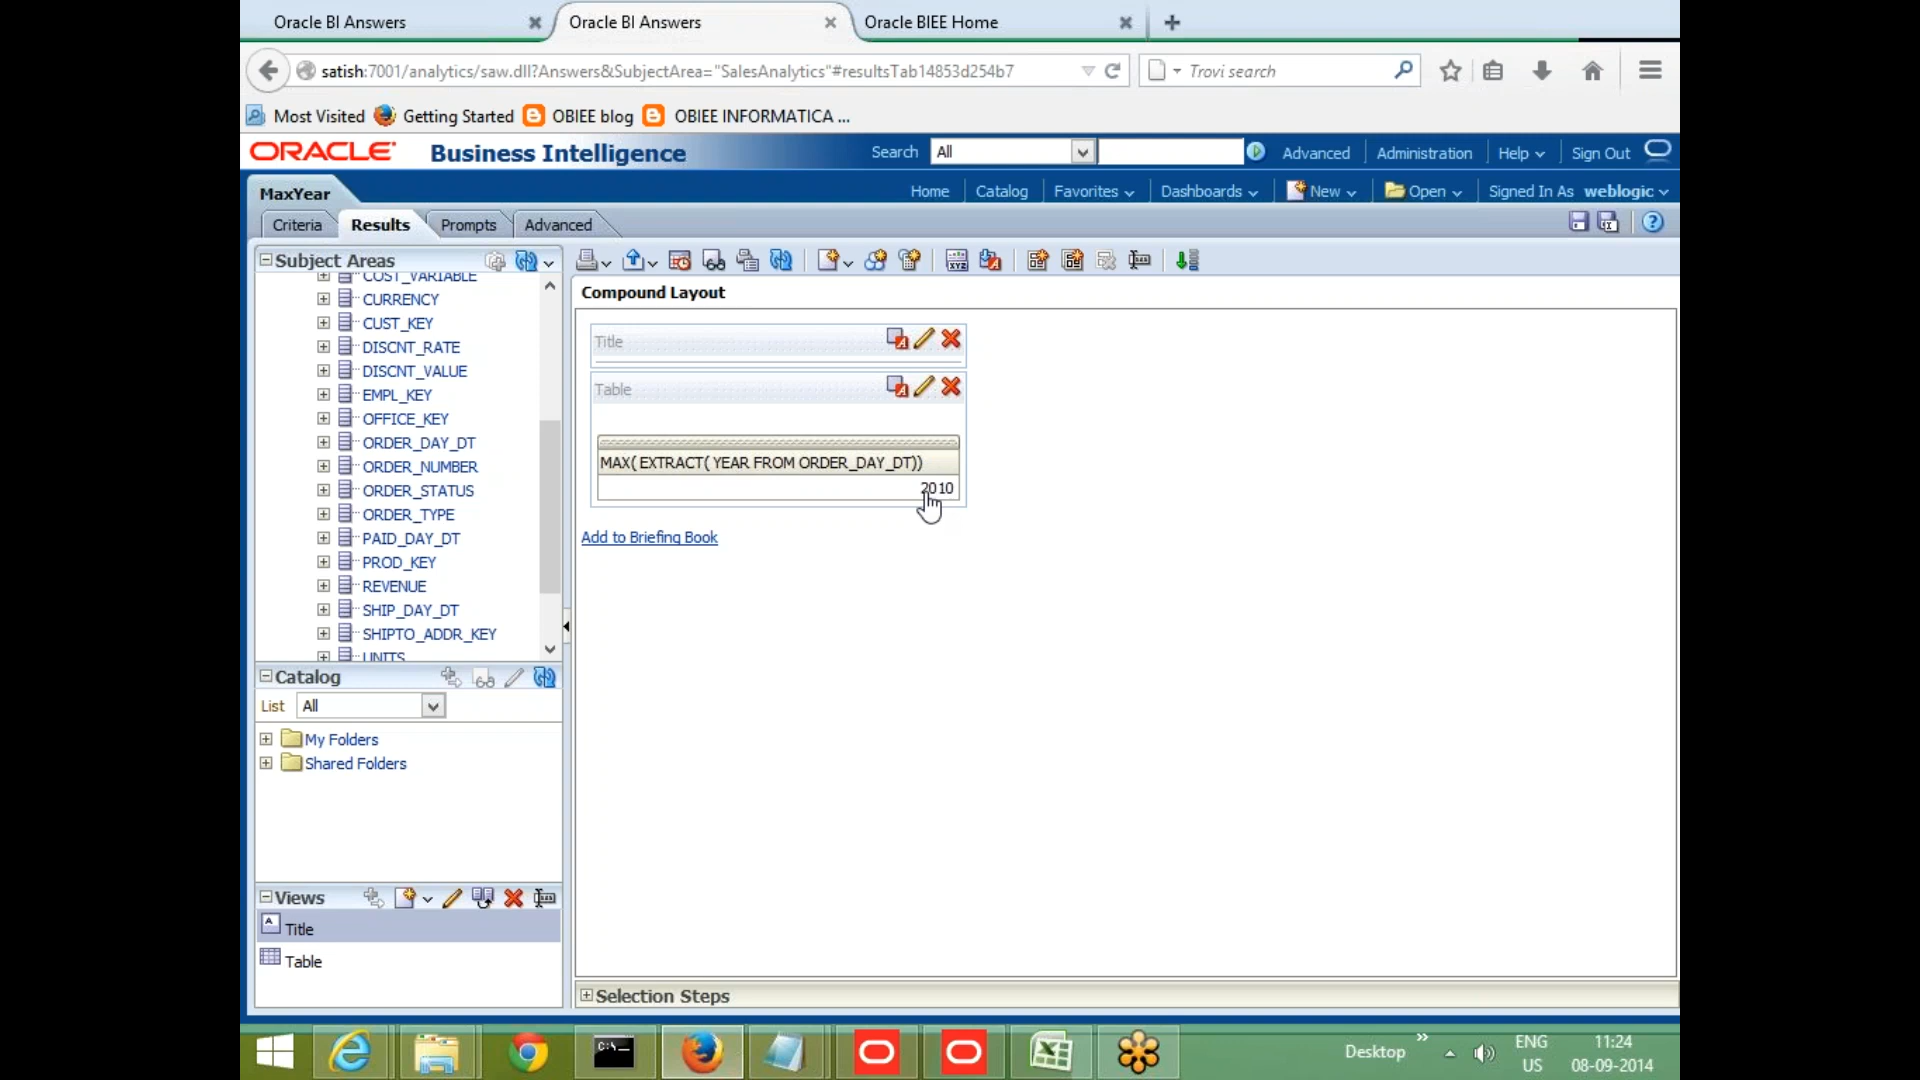 Oracle BI Answers
Oracle BI Answers
Oracle BIEE Home
satish:7001/analytics/saw.dll?Answers&SubjectArea="SalesAnalytics"#resultsTab14853d254b7
Trovi search
Most Visited
Getting Started
OBIEE blog
OBIEE INFORMATICA ...
ORACLE Business Intelligence
Search All
Advanced
Administration
Help
Sign Out
MaxYear
Home
Catalog
Favorites
Dashboards
New
Open
Signed In As weblogic
Criteria
Results
Prompts
Advanced
Subject Areas
COST_VARIABLE
CURRENCY
CUST_KEY
DISCNT_RATE
DISCNT_VALUE
EMPL_KEY
OFFICE_KEY
ORDER_DAY_DT
ORDER_NUMBER
ORDER_STATUS
ORDER_TYPE
PAID_DAY_DT
PROD_KEY
REVENUE
SHIP_DAY_DT
SHIPTO_ADDR_KEY
UNITS
Catalog
List All
My Folders
Shared Folders
Views
Title
Table
Compound Layout
Title
Table
MAX( EXTRACT( YEAR FROM ORDER_DAY_DT))
2010
Add to Briefing Book
Selection Steps
Desktop
ENG
US
11:24
08-09-2014